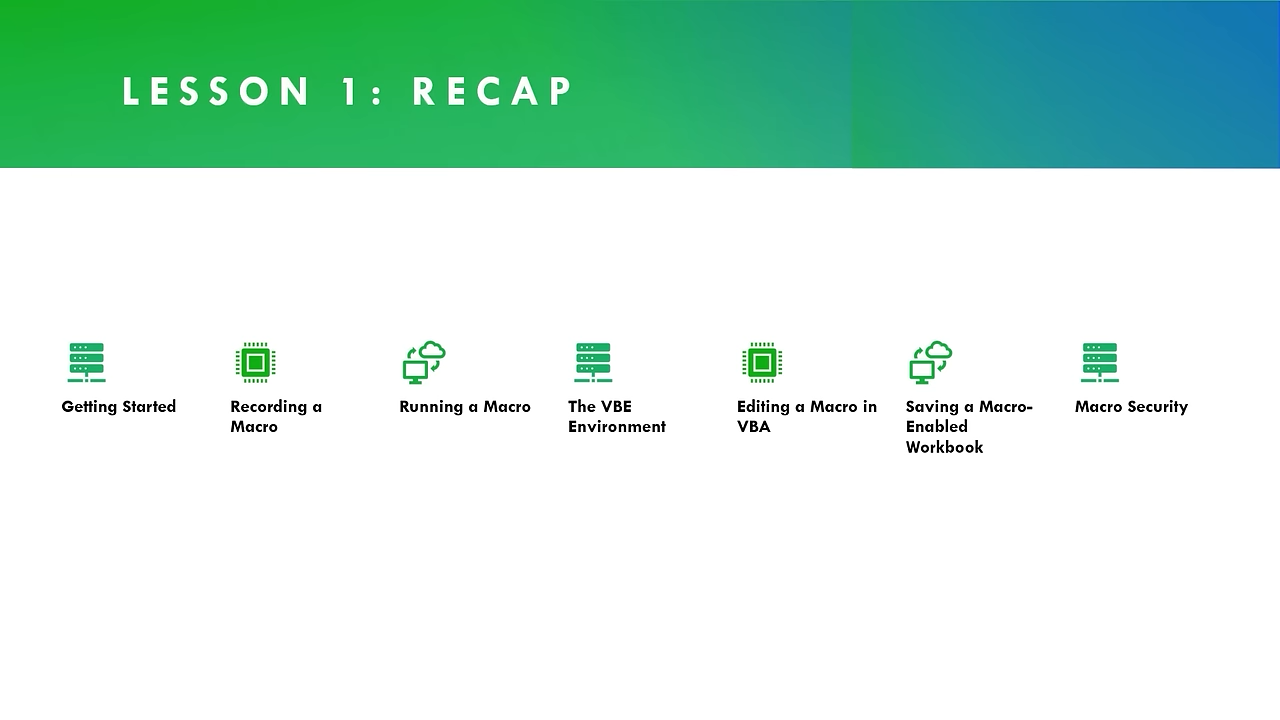 LESSON 1: RECAP
Getting Started
Recording a
Macro
Running a Macro
The VBE
Environment
Editing a Macro in
VBA
Saving a Macro-
Enabled
Workbook
Macro Security